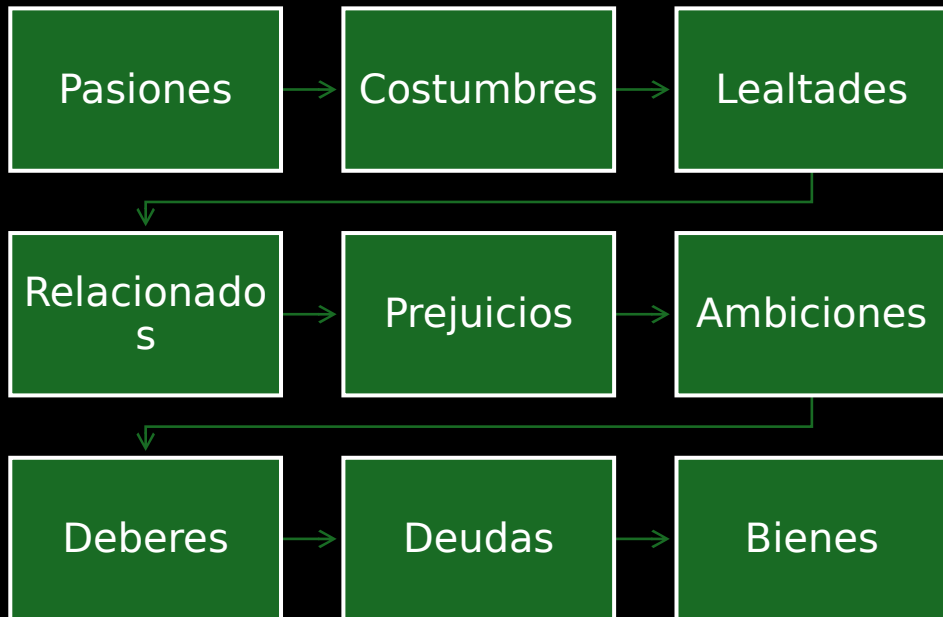 Pasiones
Costumbres
Lealtades
Relacionado
s
Prejuicios
Ambiciones
Deberes
Deudas
Bienes